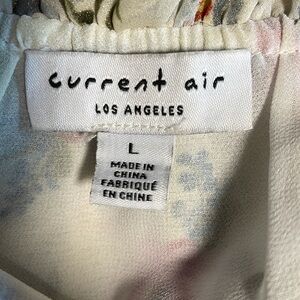 current air
LOS ANGELES
L
MADE IN
CHINA
FABRIQUÉ
EN CHINE